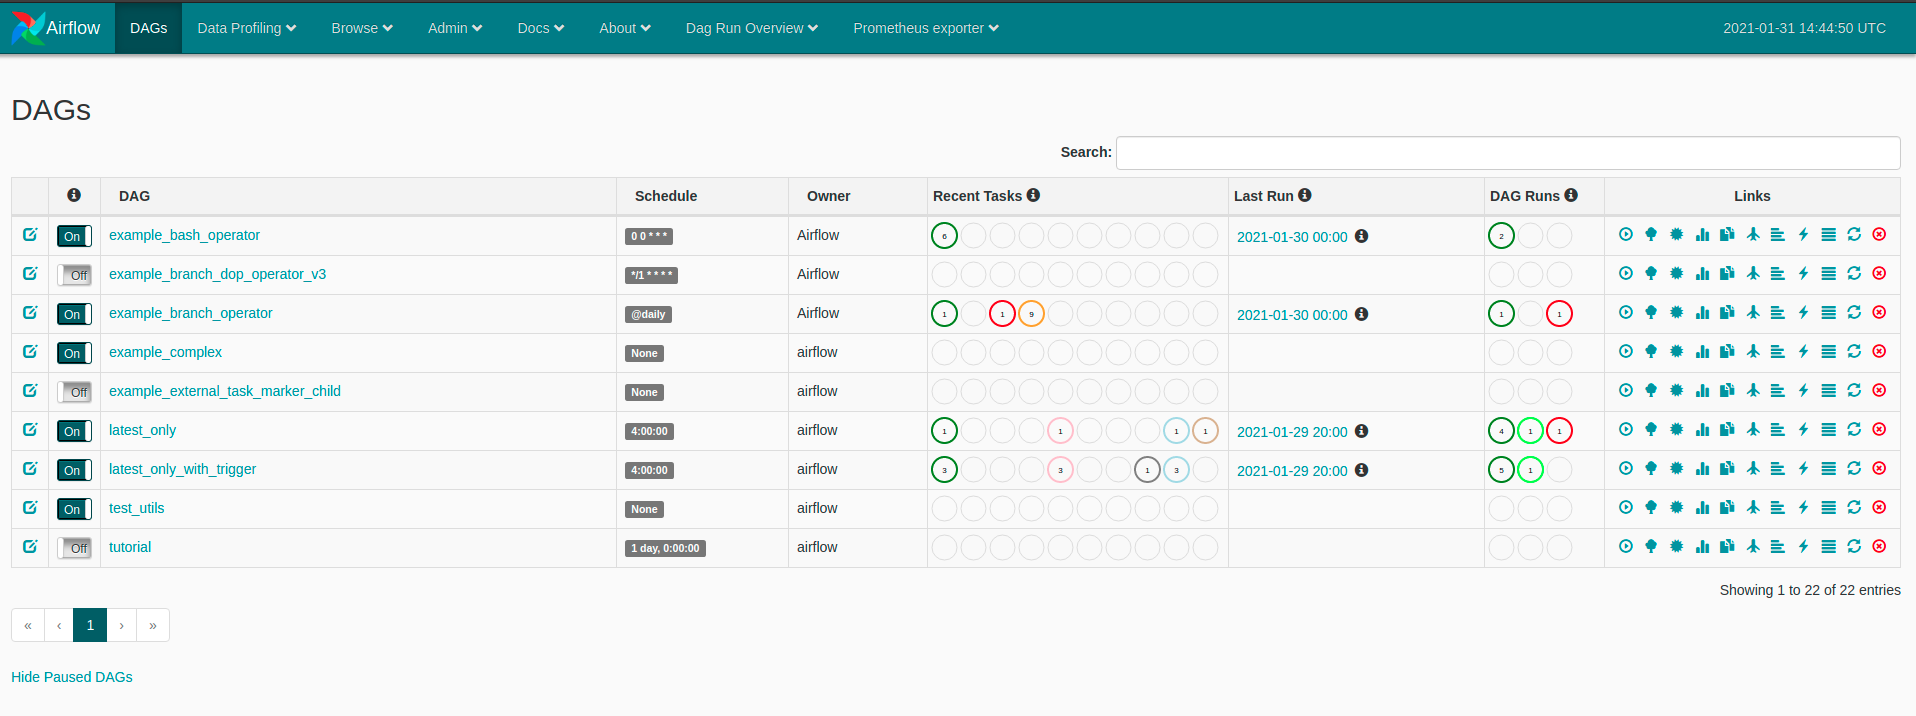 Airflow DAGs Data Profiling Browse Admin Docs About Dag Run Overview Prometheus exporter 2021-01-31 14:44:50 UTC
DAGs
Search:
DAG Schedule Owner Recent Tasks Last Run DAG Runs Links
On example_bash_operator 0 0 * * * Airflow 6 2021-01-30 00:00 2
Off example_branch_dop_operator_v3 */1 * * * * Airflow
On example_branch_operator @daily Airflow 1 1 9 2021-01-30 00:00 1 1
On example_complex None airflow
Off example_external_task_marker_child None airflow
On latest_only 4:00:00 airflow 1 1 1 1 2021-01-29 20:00 4 1 1
On latest_only_with_trigger 4:00:00 airflow 3 3 1 3 2021-01-29 20:00 5 1
On test_utils None airflow
Off tutorial 1 day, 0:00:00 airflow
Showing 1 to 22 of 22 entries
« ‹ 1 › »
Hide Paused DAGs